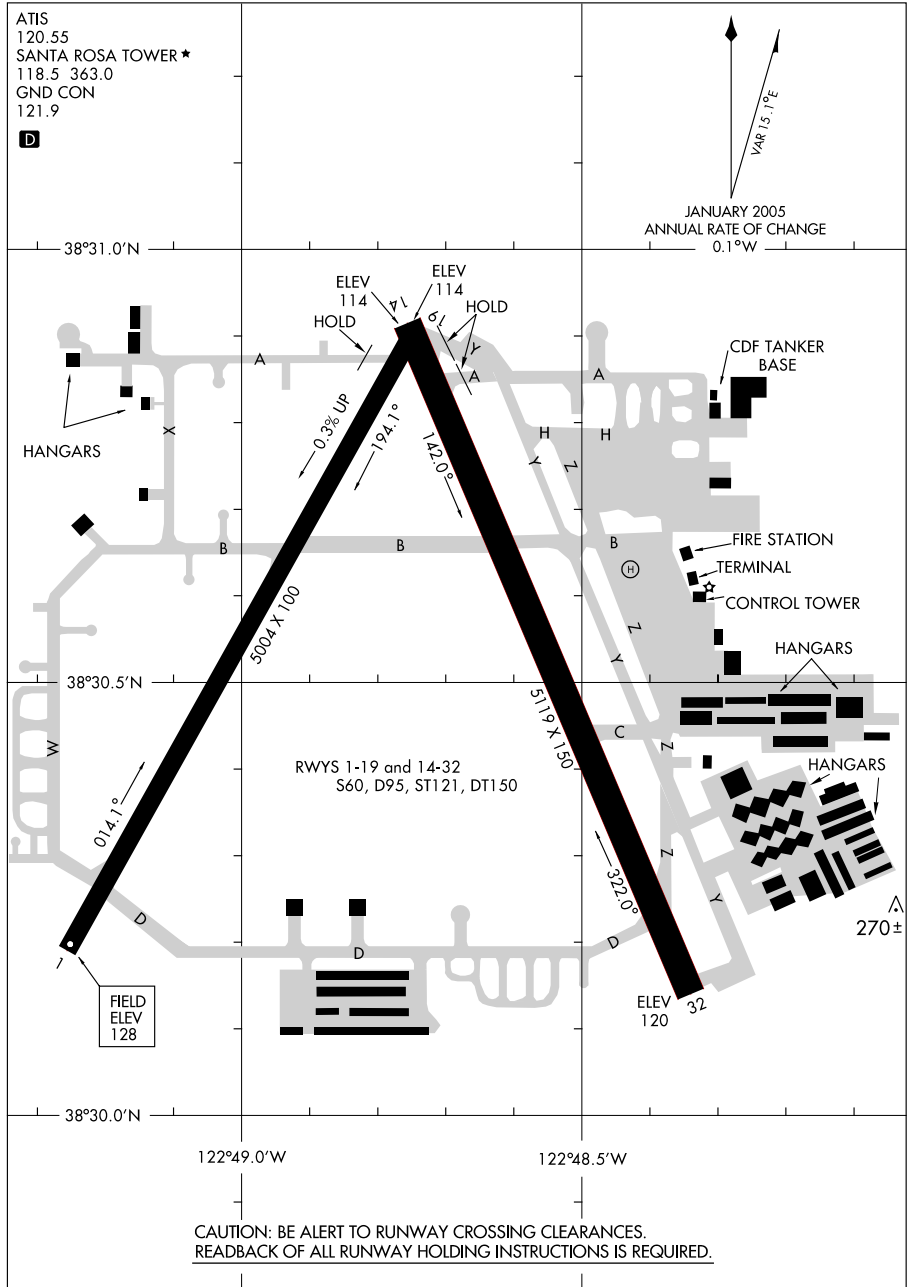 ATIS
120.55
SANTA ROSA TOWER ★
118.5 363.0
GND CON
121.9
D
VAR 15.1°E
JANUARY 2005
ANNUAL RATE OF CHANGE
0.1°W
38°31.0'N
ELEV
114
ELEV
114
14
19
HOLD
HOLD
Y
A
A
A
CDF TANKER
BASE
HANGARS
X
0.3% UP
194.1°
142.0°
H
H
Y
Z
B
B
B
H
FIRE STATION
TERMINAL
CONTROL TOWER
5004 X 100
Z
Y
HANGARS
38°30.5'N
5119 X 150
C
Z
W
RWYS 1-19 and 14-32
S60, D95, ST121, DT150
HANGARS
014.1°
322.0°
Z
Y
270±
D
D
D
1
FIELD
ELEV
128
ELEV
120
32
38°30.0'N
122°49.0'W
122°48.5'W
CAUTION: BE ALERT TO RUNWAY CROSSING CLEARANCES.
READBACK OF ALL RUNWAY HOLDING INSTRUCTIONS IS REQUIRED.